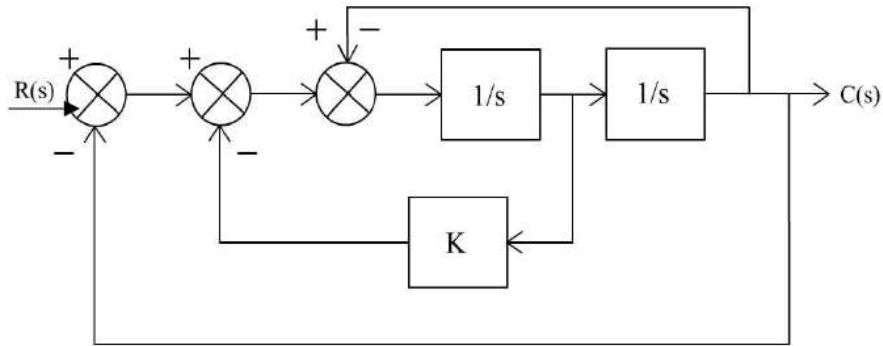 + + + −
R(s) 1/s 1/s C(s)
− −
K